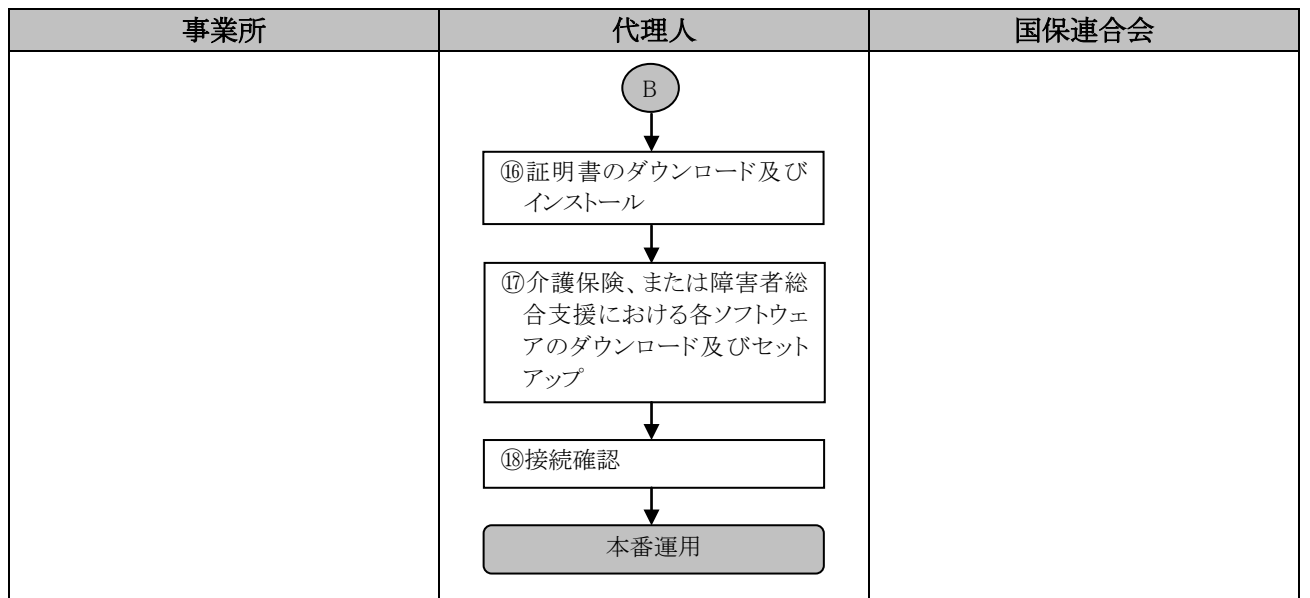 事業所
代理人
国保連合会
B
⑯証明書のダウンロード及び
インストール
⑰介護保険、または障害者総
合支援における各ソフトウェ
アのダウンロード及びセット
アップ
⑱接続確認
本番運用